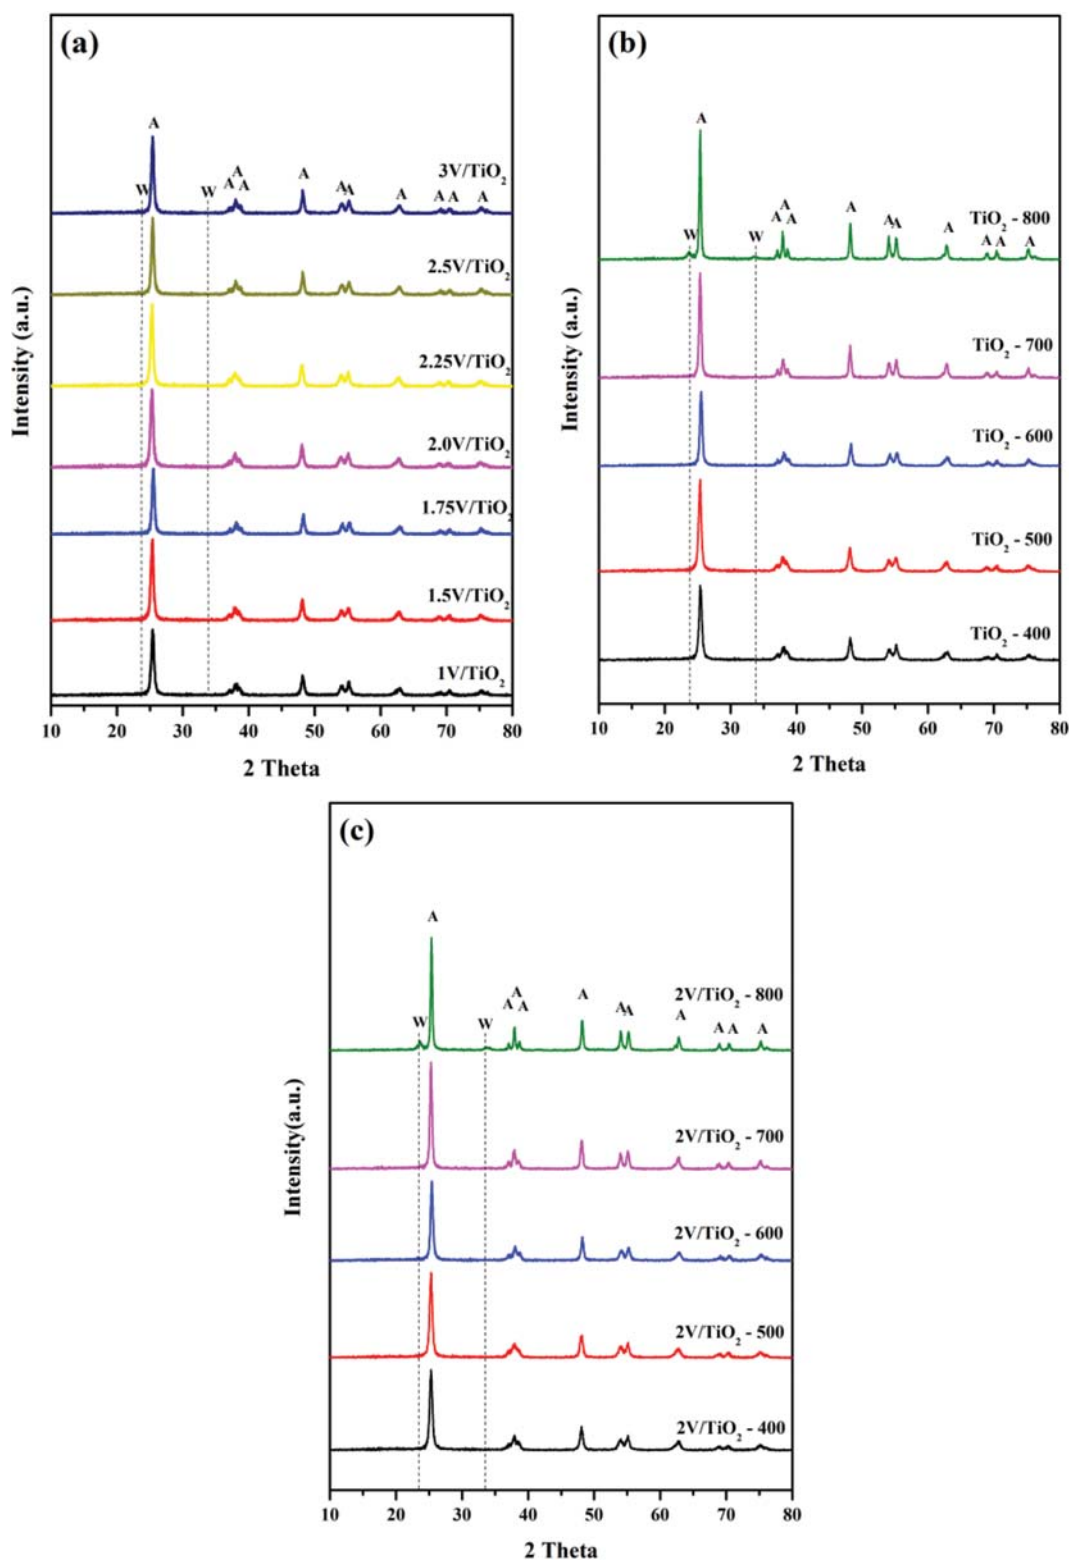 (a)
A
3V/TiO2
W
W
A
A
A
A
A
A
A
A
A
A
2.5V/TiO2
2.25V/TiO2
2.0V/TiO2
1.75V/TiO2
1.5V/TiO2
1V/TiO2
Intensity (a.u.)
10 20 30 40 50 60 70 80
2 Theta
(b)
A
TiO2 - 800
W
W
A
A
A
A
A
A
A
A
A
A
TiO2 - 700
TiO2 - 600
TiO2 - 500
TiO2 - 400
Intensity (a.u.)
10 20 30 40 50 60 70 80
2 Theta
(c)
A
2V/TiO2 - 800
W
W
A
A
A
A
A
A
A
A
A
A
2V/TiO2 - 700
2V/TiO2 - 600
2V/TiO2 - 500
2V/TiO2 - 400
Intensity(a.u.)
10 20 30 40 50 60 70 80
2 Theta